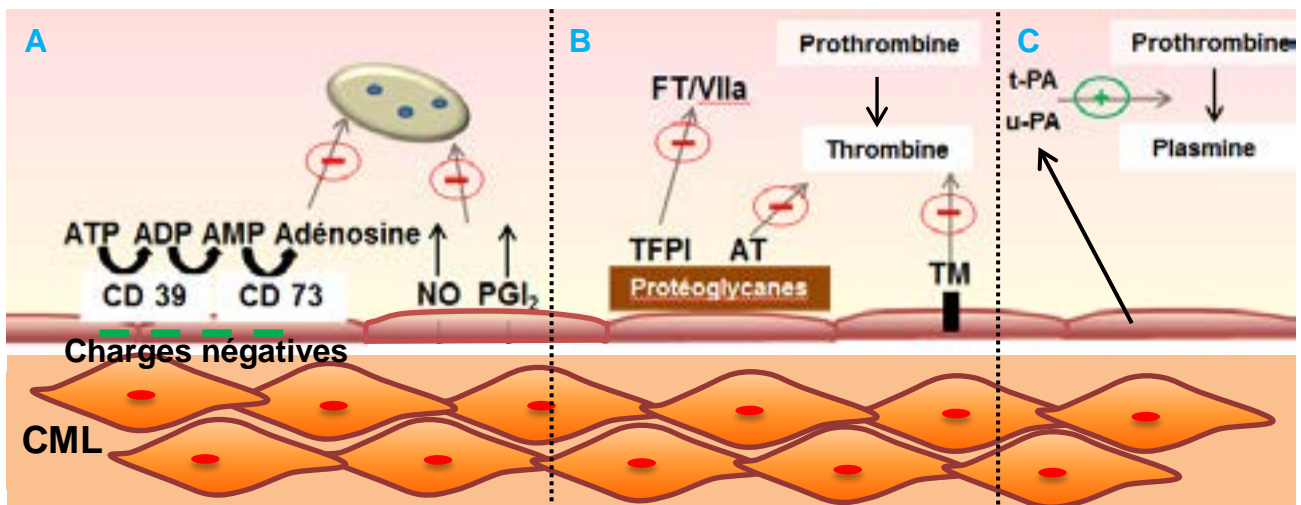 A
ATP ADP AMP Adénosine
CD 39 CD 73
NO PGI₂
Charges négatives
B
Prothrombine
FT/VIIa
Thrombine
TFPI AT
Protéoglycanes
TM
C
Prothrombine
t-PA
u-PA
Plasmine
CML